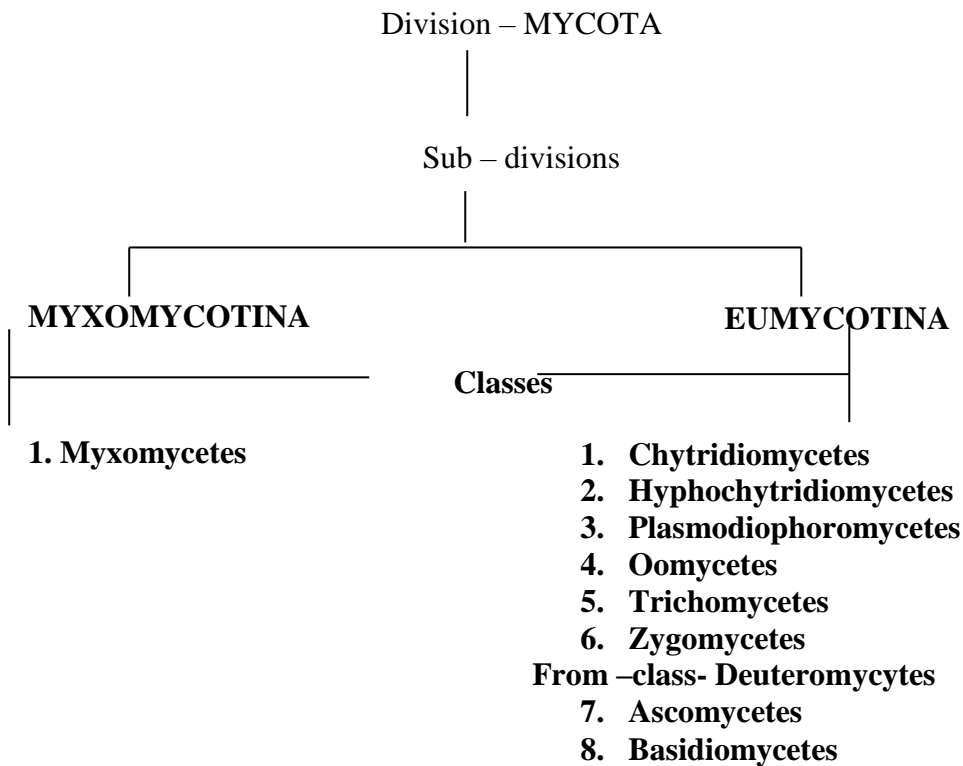 Division – MYCOTA
Sub – divisions
MYXOMYCOTINA
EUMYCOTINA
Classes
1. Myxomycetes
1. Chytridiomycetes
2. Hyphochytridiomycetes
3. Plasmodiophoromycetes
4. Oomycetes
5. Trichomycetes
6. Zygomycetes
From –class- Deuteromycytes
7. Ascomycetes
8. Basidiomycetes